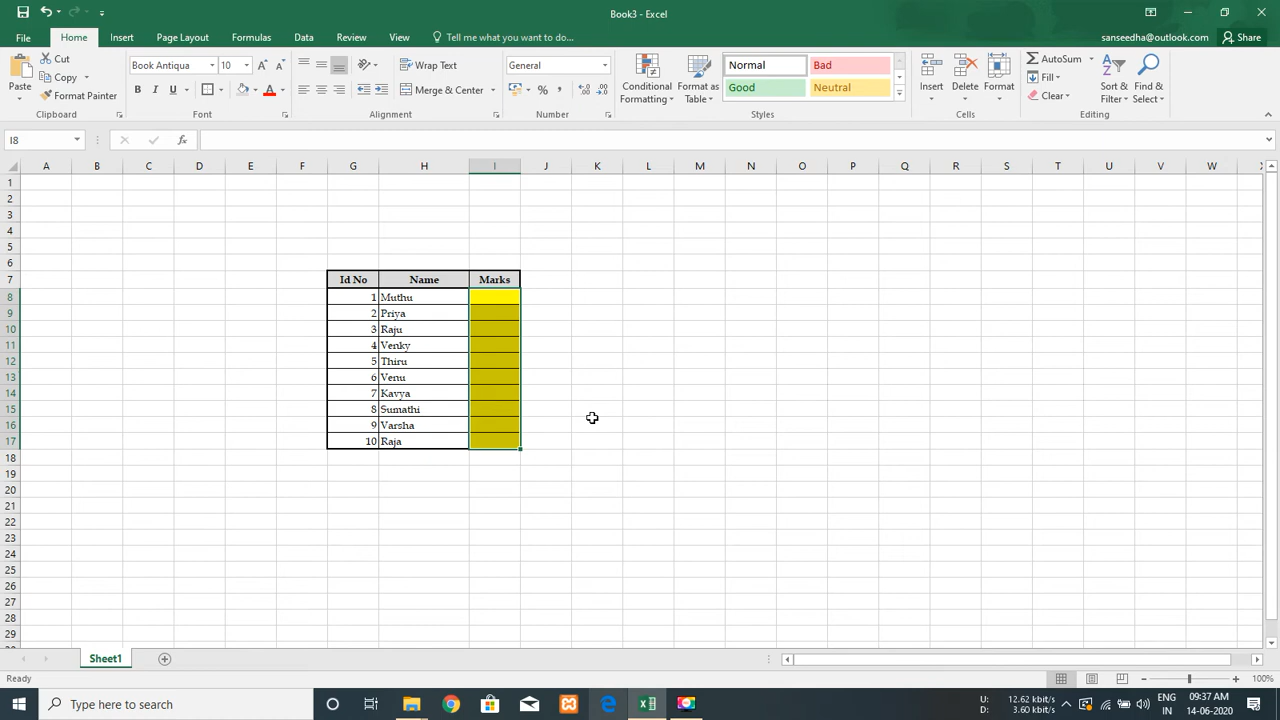 Book3 - Excel
File Home Insert Page Layout Formulas Data Review View Tell me what you want to do... sanseedha@outlook.com Share
Paste Cut Copy Format Painter Clipboard
Book Antiqua 10 B I U A Font
Wrap Text Merge & Center Alignment
General % , Number
Conditional Formatting Format as Table Normal Bad Good Neutral Styles
Insert Delete Format Cells
AutoSum Fill Clear Sort & Filter Find & Select Editing
I8 fx
A B C D E F G H I J K L M N O P Q R S T U V W
1
2
3
4
5
6
7 Id No Name Marks
8 1 Muthu
9 2 Priya
10 3 Raju
11 4 Venky
12 5 Thiru
13 6 Venu
14 7 Kavya
15 8 Sumathi
16 9 Varsha
17 10 Raja
18
19
20
21
22
23
24
25
26
27
28
29
Sheet1
Ready 100%
Type here to search U: 12.62 kbit/s ENG 09:37 AM
D: 3.60 kbit/s IN 14-06-2020